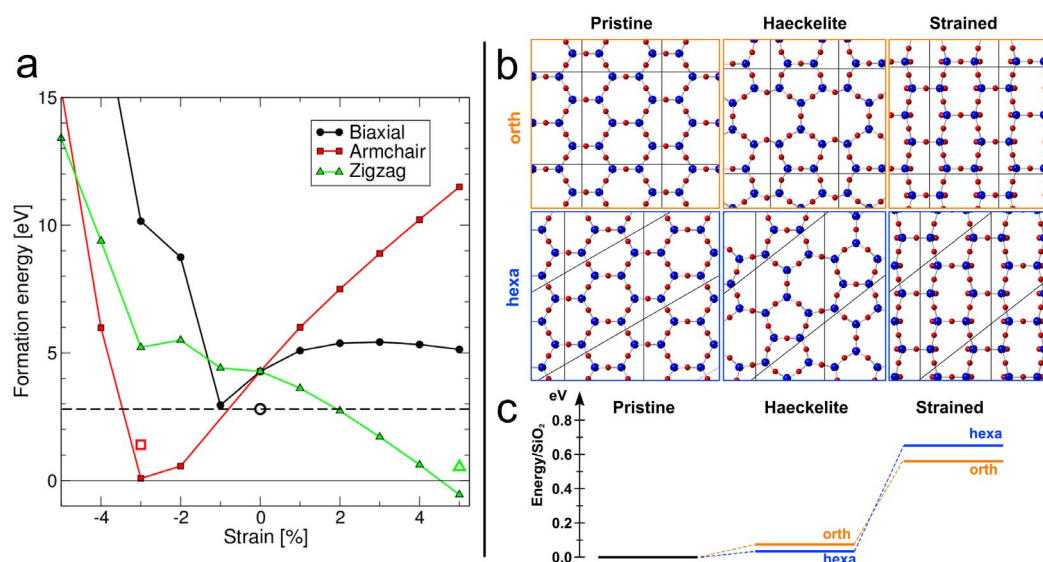 a
Formation energy [eV]
15
10
5
0
-4
-2
0
2
4
Strain [%]
Biaxial
Armchair
Zigzag
b
Pristine
Haeckelite
Strained
orth
hexa
c
eV
Energy/SiO₂
0.8
0.6
0.4
0.2
0.0
Pristine
Haeckelite
Strained
orth
hexa
hexa
orth